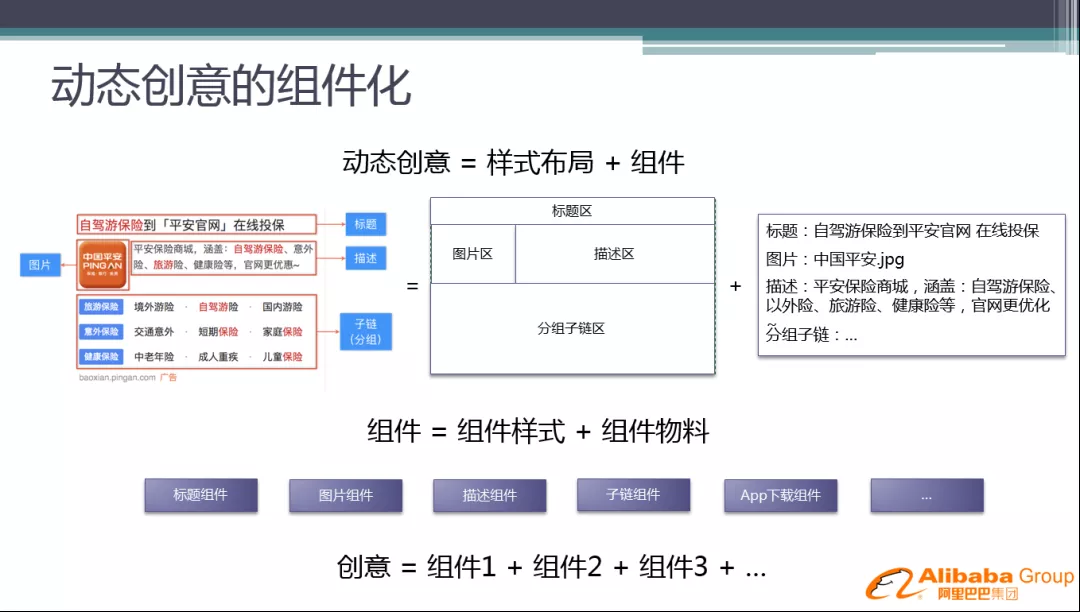 动态创意的组件化
动态创意 = 样式布局 + 组件
自驾游保险到「平安官网」在线投保
标题
图片
中国平安
PINGAN
平安保险商城，涵盖：自驾游保险、意外
险、旅游险、健康险等，官网更优惠~
描述
旅游保险 境外游险 · 自驾游险 · 国内游险
意外保险 交通意外 · 短期保险 · 家庭保险
健康保险 中老年险 · 成人重疾 · 儿童保险
子链
(分组)
baoxian.pingan.com 广告
=
标题区
图片区
描述区
分组子链区
+
标题：自驾游保险到平安官网 在线投保
图片：中国平安.jpg
描述：平安保险商城，涵盖：自驾游保险、
以外险、旅游险、健康险等，官网更优化
~
分组子链：...
组件 = 组件样式 + 组件物料
标题组件
图片组件
描述组件
子链组件
App下载组件
...
创意 = 组件1 + 组件2 + 组件3 + ...
Alibaba Group
阿里巴巴集团